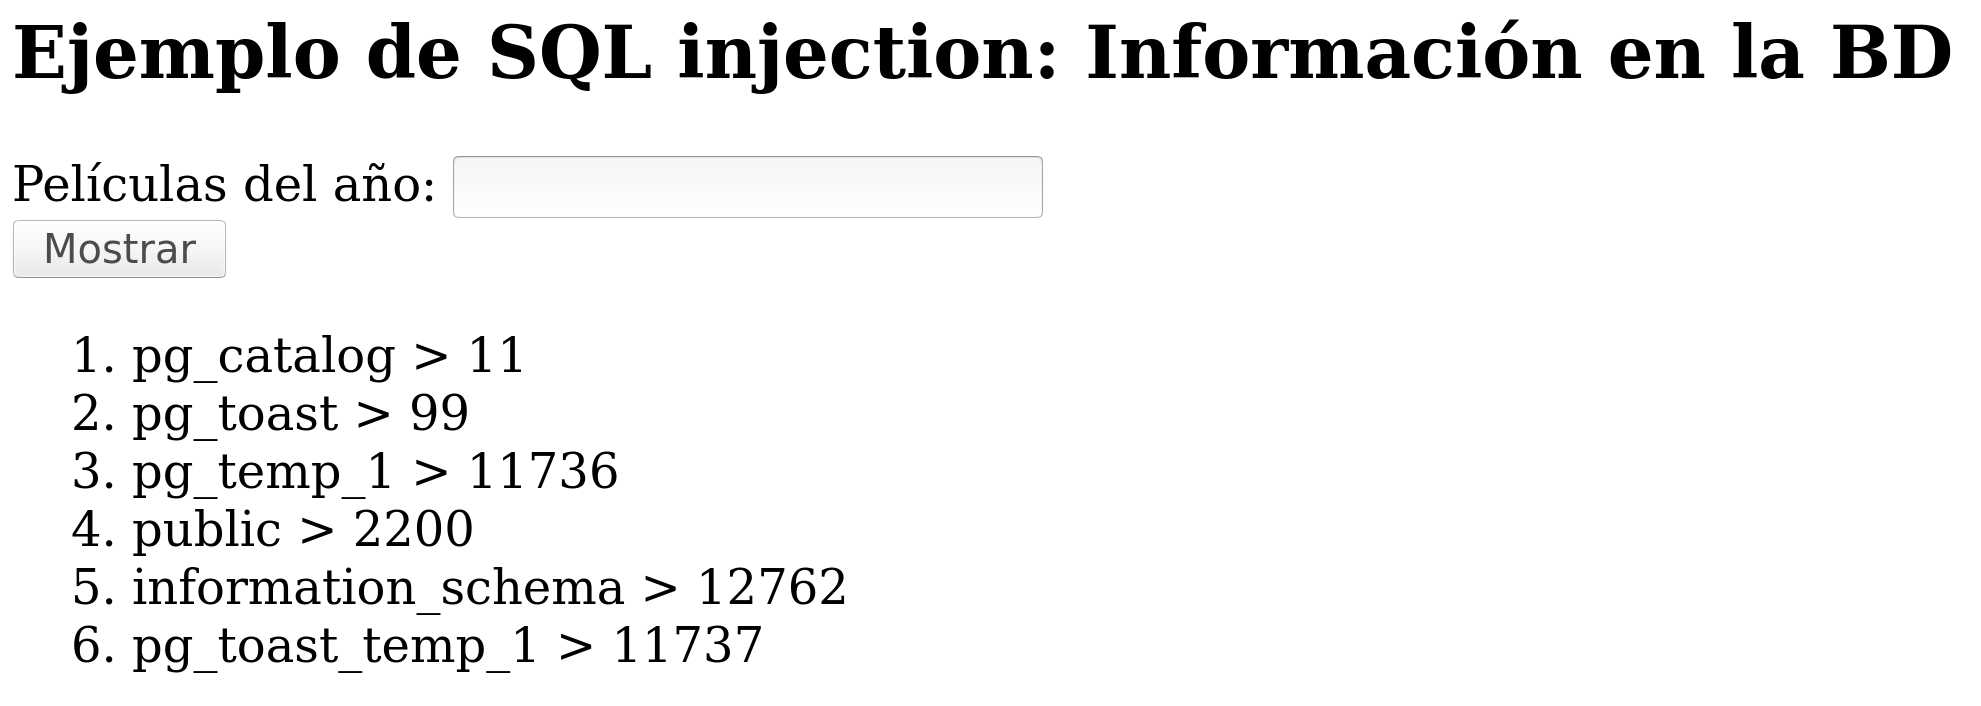 Ejemplo de SQL injection: Información en la BD
Películas del año:
Mostrar
1. pg_catalog > 11
2. pg_toast > 99
3. pg_temp_1 > 11736
4. public > 2200
5. information_schema > 12762
6. pg_toast_temp_1 > 11737